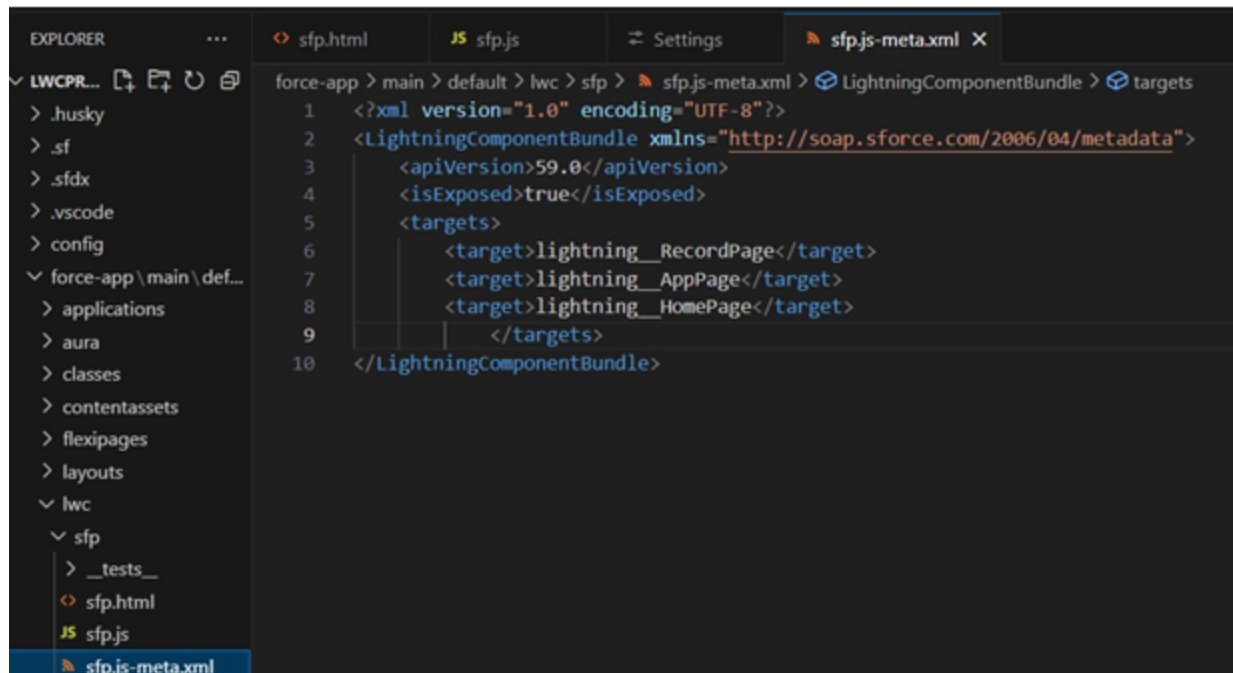 EXPLORER ...
LWCPR...
.husky
.sf
.sfdx
.vscode
config
force-app\main\def...
applications
aura
classes
contentassets
flexipages
layouts
lwc
sfp
__tests__
sfp.html
JS sfp.js
sfp.js-meta.xml
sfp.html
JS sfp.js
Settings
sfp.js-meta.xml ×
force-app > main > default > lwc > sfp > sfp.js-meta.xml > LightningComponentBundle > targets
1 <?xml version="1.0" encoding="UTF-8"?>
2 <LightningComponentBundle xmlns="http://soap.sforce.com/2006/04/metadata">
3 <apiVersion>59.0</apiVersion>
4 <isExposed>true</isExposed>
5 <targets>
6 <target>lightning__RecordPage</target>
7 <target>lightning__AppPage</target>
8 <target>lightning__HomePage</target>
9 </targets>
10 </LightningComponentBundle>